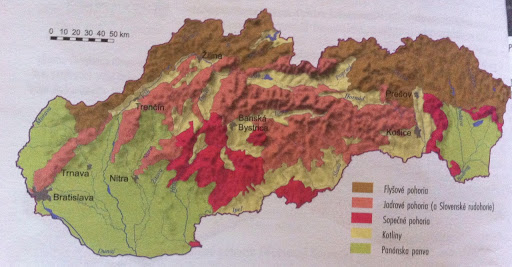 0 10 20 30 40 50 km
Žilina
Trenčín
Prešov
Banská
Bystrica
Košice
Trnava
Nitra
Bratislava
Flyšové pohoria
Jadrové pohoria (a Slovenské rudohorie)
Sopečné pohoria
Kotliny
Panónska panva